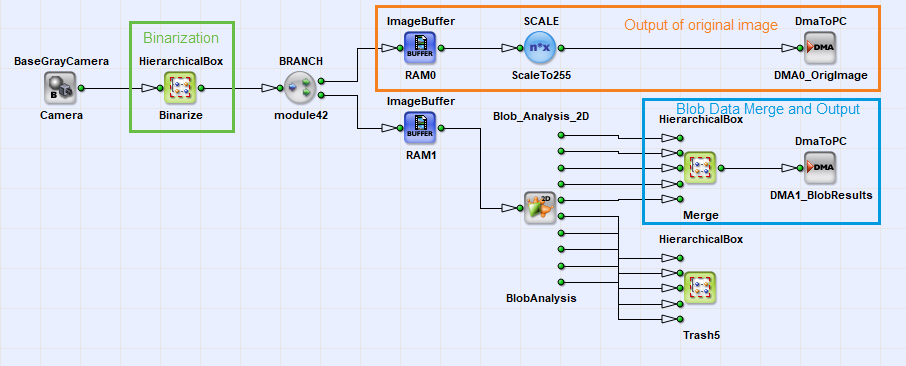 Output of original image
Binarization
ImageBuffer
SCALE
DmaToPC
BUFFER
n*x
DMA
RAM0
ScaleTo255
DMA0_OrigImage
BaseGrayCamera
HierarchicalBox
BRANCH
B
Camera
Binarize
module42
ImageBuffer
BUFFER
RAM1
Blob_Analysis_2D
2D
BlobAnalysis
Blob Data Merge and Output
HierarchicalBox
DmaToPC
DMA
Merge
DMA1_BlobResults
HierarchicalBox
Trash5